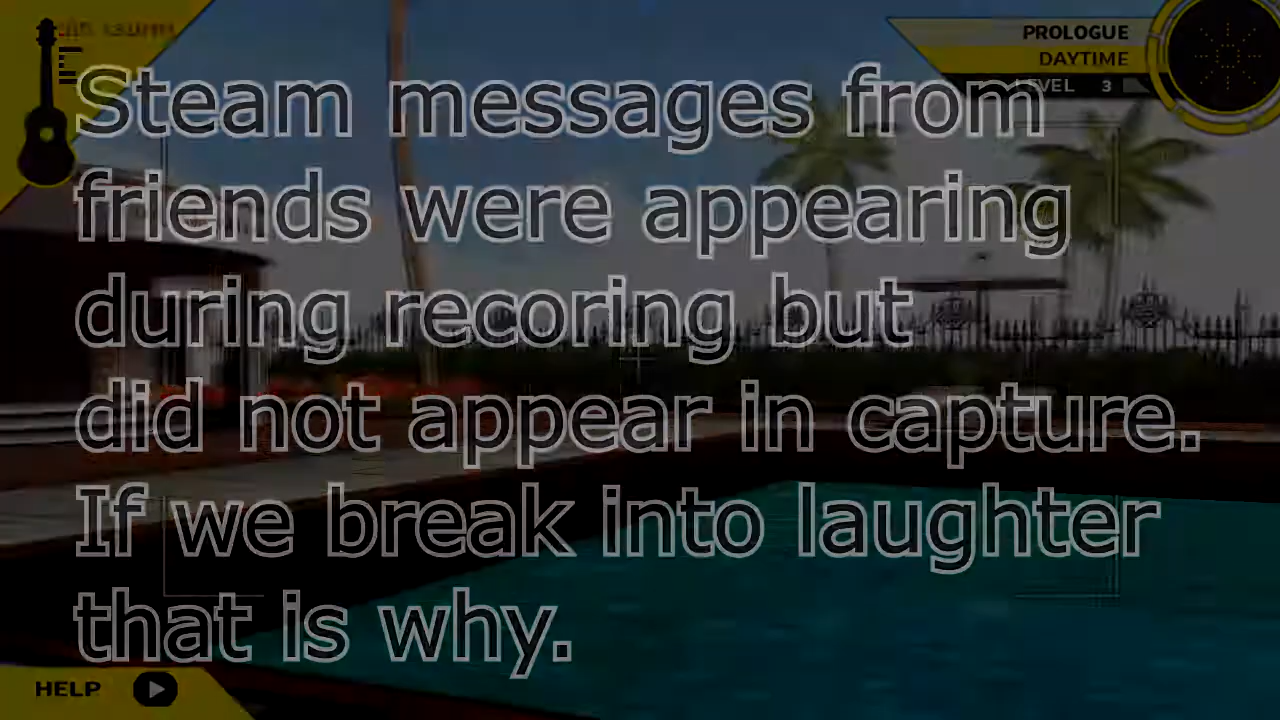 PROLOGUE
DAYTIME
LEVEL 3
Steam messages from
friends were appearing
during recoring but
did not appear in capture.
If we break into laughter
that is why.
HELP